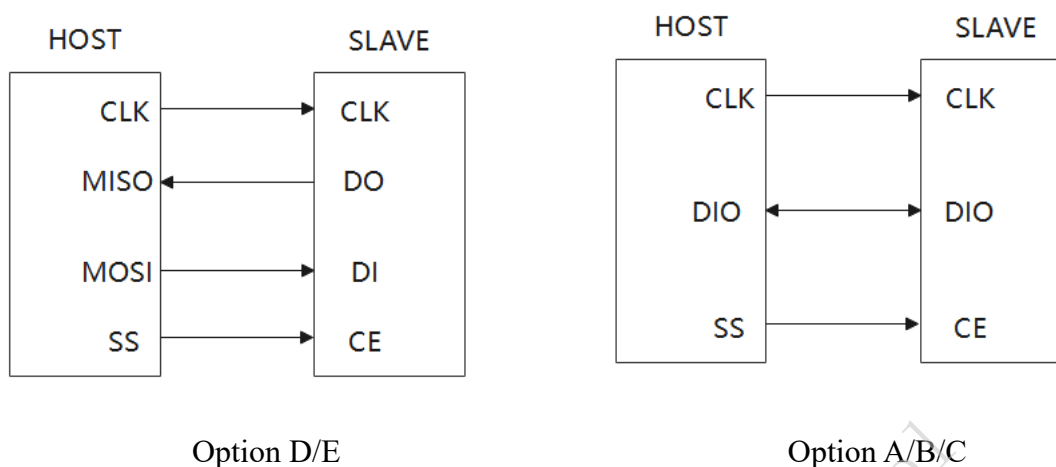 HOST
SLAVE
CLK
CLK
MISO
DO
MOSI
DI
SS
CE
Option D/E
HOST
SLAVE
CLK
CLK
DIO
DIO
SS
CE
Option A/B/C